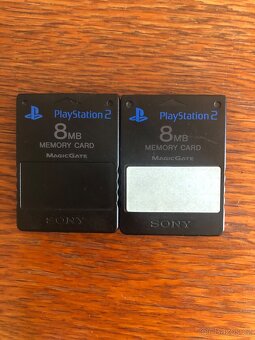 PlayStation 2
8MB
MEMORY CARD
MAGICGATE
SONY
PlayStation 2
8MB
MEMORY CARD
MAGICGATE
SONY